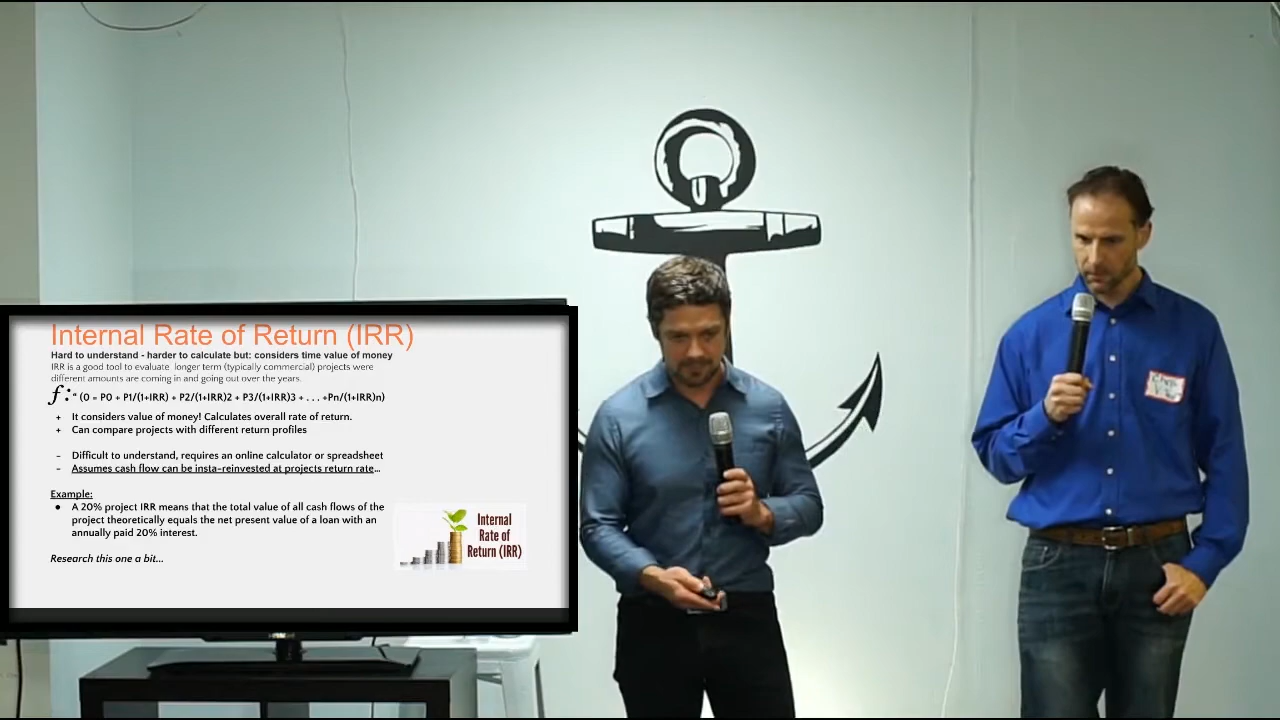 Internal Rate of Return (IRR)
Hard to understand - harder to calculate but: considers time value of money
IRR is a good tool to evaluate longer term (typically commercial) projects were
different amounts are coming in and going out over the years.
f: " (0 = P0 + P1/(1+IRR) + P2/(1+IRR)2 + P3/(1+IRR)3 + . . . +Pn/(1+IRR)n)
+ It considers value of money! Calculates overall rate of return.
+ Can compare projects with different return profiles
- Difficult to understand, requires an online calculator or spreadsheet
- Assumes cash flow can be insta-reinvested at projects return rate...
Example:
● A 20% project IRR means that the total value of all cash flows of the
project theoretically equals the net present value of a loan with an
annually paid 20% interest.
Internal
Rate of
Return (IRR)
Research this one a bit...